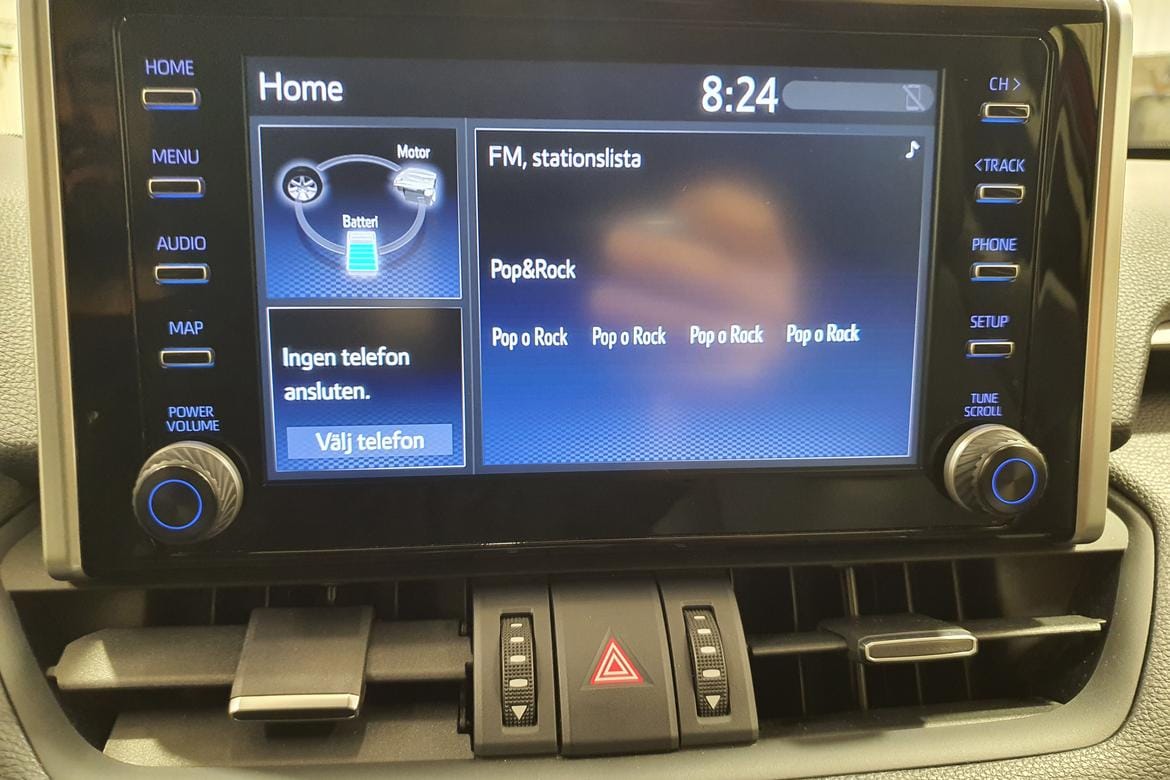 HOME
MENU
AUDIO
MAP
POWER
VOLUME
Home
8:24
Motor
Batteri
Ingen telefon
ansluten.
Välj telefon
FM, stationslista
Pop&Rock
Pop o Rock Pop o Rock Pop o Rock Pop o Rock
CH >
<TRACK
PHONE
SETUP
TUNE
SCROLL